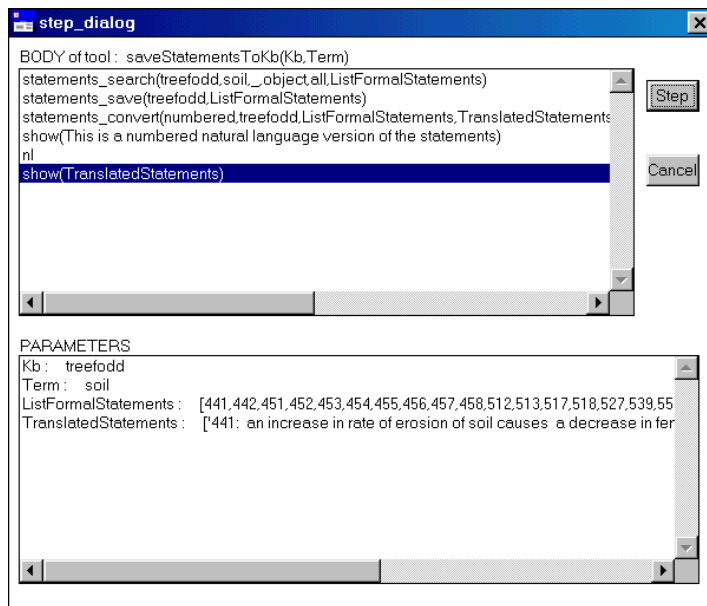 step_dialog
BODY of tool : saveStatementsToKb(Kb,Term)
statements_search(treefodd,soil,_,object,all,ListFormalStatements)
statements_save(treefodd,ListFormalStatements)
statements_convert(numbered,treefodd,ListFormalStatements,TranslatedStatements
show(This is a numbered natural language version of the statements)
nl
show(TranslatedStatements)
Step
Cancel
PARAMETERS
Kb : treefodd
Term : soil
ListFormalStatements : [441,442,451,452,453,454,455,456,457,458,512,513,517,518,527,539,55
TranslatedStatements : ['441: an increase in rate of erosion of soil causes a decrease in fer